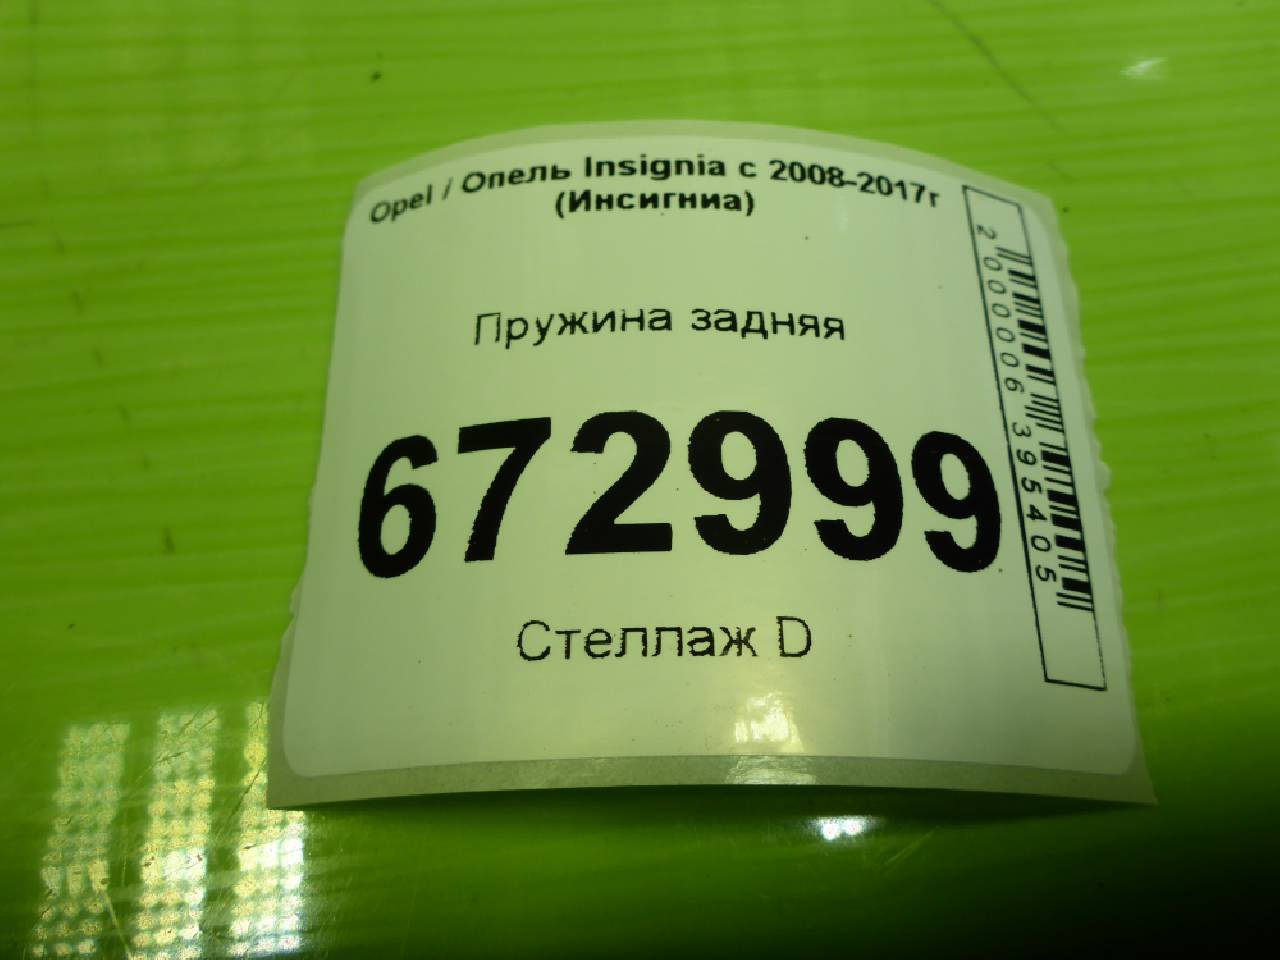 Opel / Опель Insignia с 2008-2017г
(Инсигниа)
Пружина задняя
672999
Стеллаж D
2000006395405